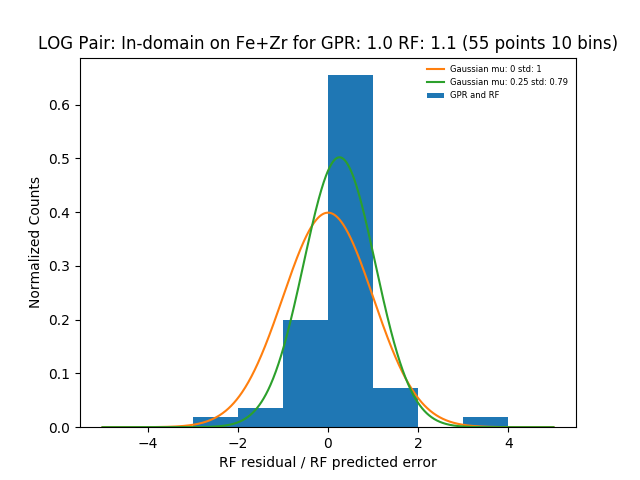 LOG Pair: In-domain on Fe+Zr for GPR: 1.0 RF: 1.1 (55 points 10 bins)
Gaussian mu: 0 std: 1
Gaussian mu: 0.25 std: 0.79
GPR and RF
Normalized Counts
0.6
0.5
0.4
0.3
0.2
0.1
0.0
−4 −2 0 2 4
RF residual / RF predicted error